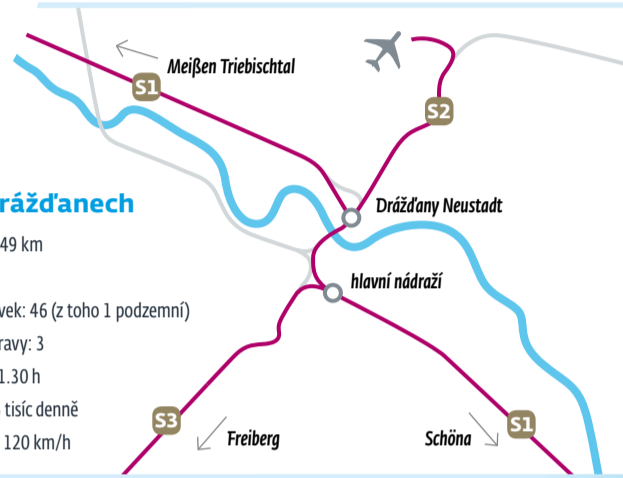 Meißen Triebischtal
S1
S2
rážďanech
Drážďany Neustadt
49 km
hlavní nádraží
vek: 46 (z toho 1 podzemní)
ravy: 3
1.30 h
tisíc denně
120 km/h
S3
Freiberg
Schöna
S1